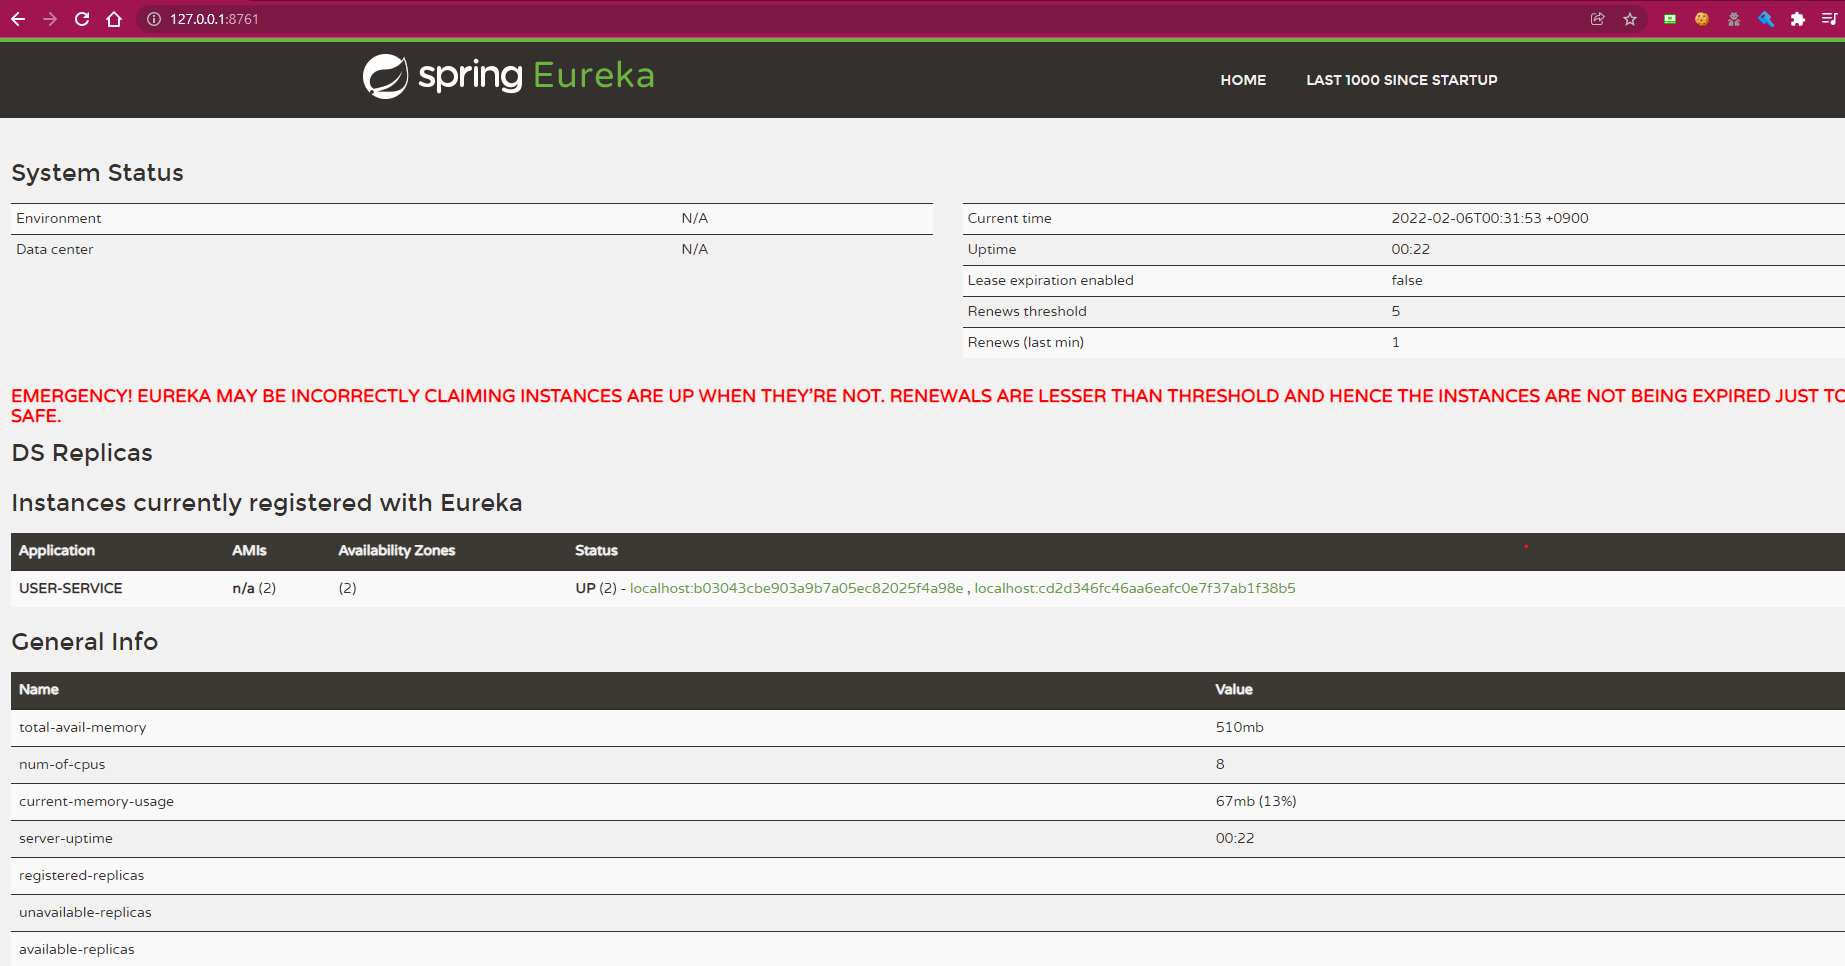 127.0.0.1:8761
spring Eureka
HOME LAST 1000 SINCE STARTUP
System Status
Environment N/A
Data center N/A
Current time 2022-02-06T00:31:53 +0900
Uptime 00:22
Lease expiration enabled false
Renews threshold 5
Renews (last min) 1
EMERGENCY! EUREKA MAY BE INCORRECTLY CLAIMING INSTANCES ARE UP WHEN THEY'RE NOT. RENEWALS ARE LESSER THAN THRESHOLD AND HENCE THE INSTANCES ARE NOT BEING EXPIRED JUST TO
SAFE.
DS Replicas
Instances currently registered with Eureka
Application AMIs Availability Zones Status
USER-SERVICE n/a (2) (2) UP (2) - localhost:b03043cbe903a9b7a05ec82025f4a98e , localhost:cd2d346fc46aa6eafc0e7f37ab1f38b5
General Info
Name Value
total-avail-memory 510mb
num-of-cpus 8
current-memory-usage 67mb (13%)
server-uptime 00:22
registered-replicas
unavailable-replicas
available-replicas